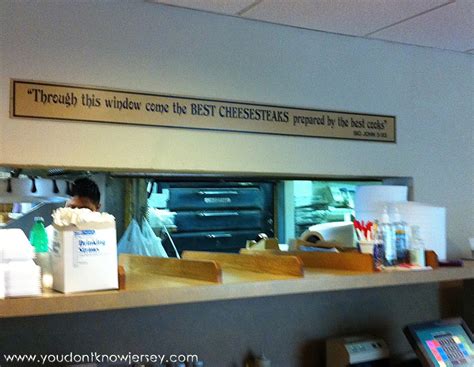 "Through this window come the BEST CHEESESTEAKS prepared by the best cooks"
www.youdontknowjersey.com